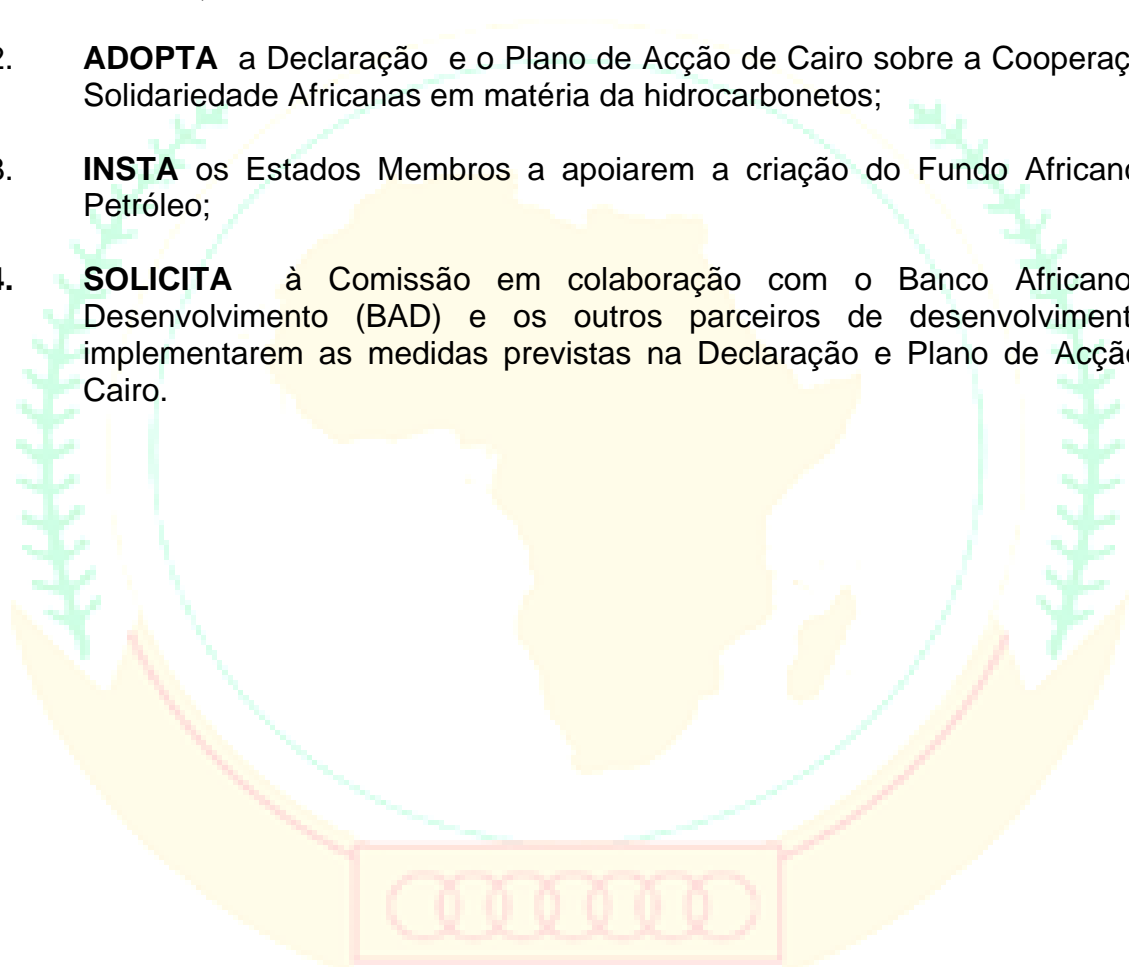 2. ADOPTA a Declaração e o Plano de Acção de Cairo sobre a Cooperaç
Solidariedade Africanas em matéria da hidrocarbonetos;
3. INSTA os Estados Membros a apoiarem a criação do Fundo Africano
Petróleo;
4. SOLICITA à Comissão em colaboração com o Banco Africano
Desenvolvimento (BAD) e os outros parceiros de desenvolviment
implementarem as medidas previstas na Declaração e Plano de Acção
Cairo.